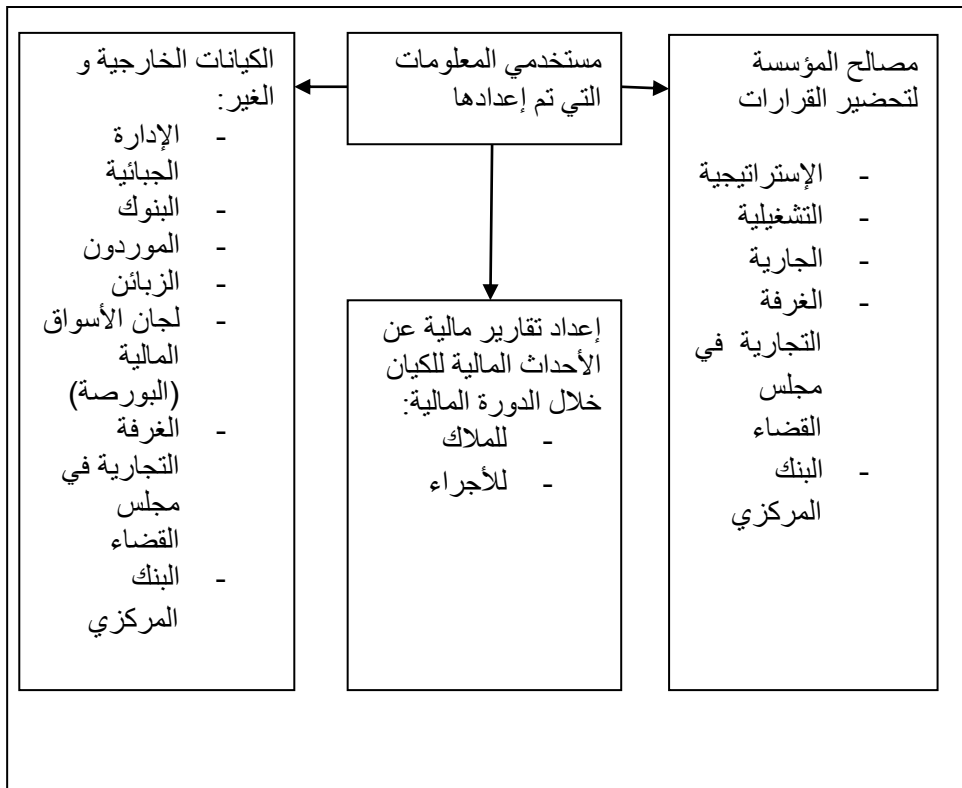 مصالح المؤسسة
لتحضير القرارات
- الإستراتيجية
- التشغيلية
- الجارية
- الغرفة
التجارية في
مجلس
القضاء
- البنك
المركزي
مستخدمي المعلومات
التي تم إعدادها
إعداد تقارير مالية عن
الأحداث المالية للكيان
خلال الدورة المالية:
- للملاك
- للأجراء
الكيانات الخارجية و
الغير:
- الإدارة
الجبائية
- البنوك
- الموردون
- الزبائن
- لجان الأسواق
المالية
(البورصة)
- الغرفة
التجارية في
مجلس
القضاء
- البنك
المركزي